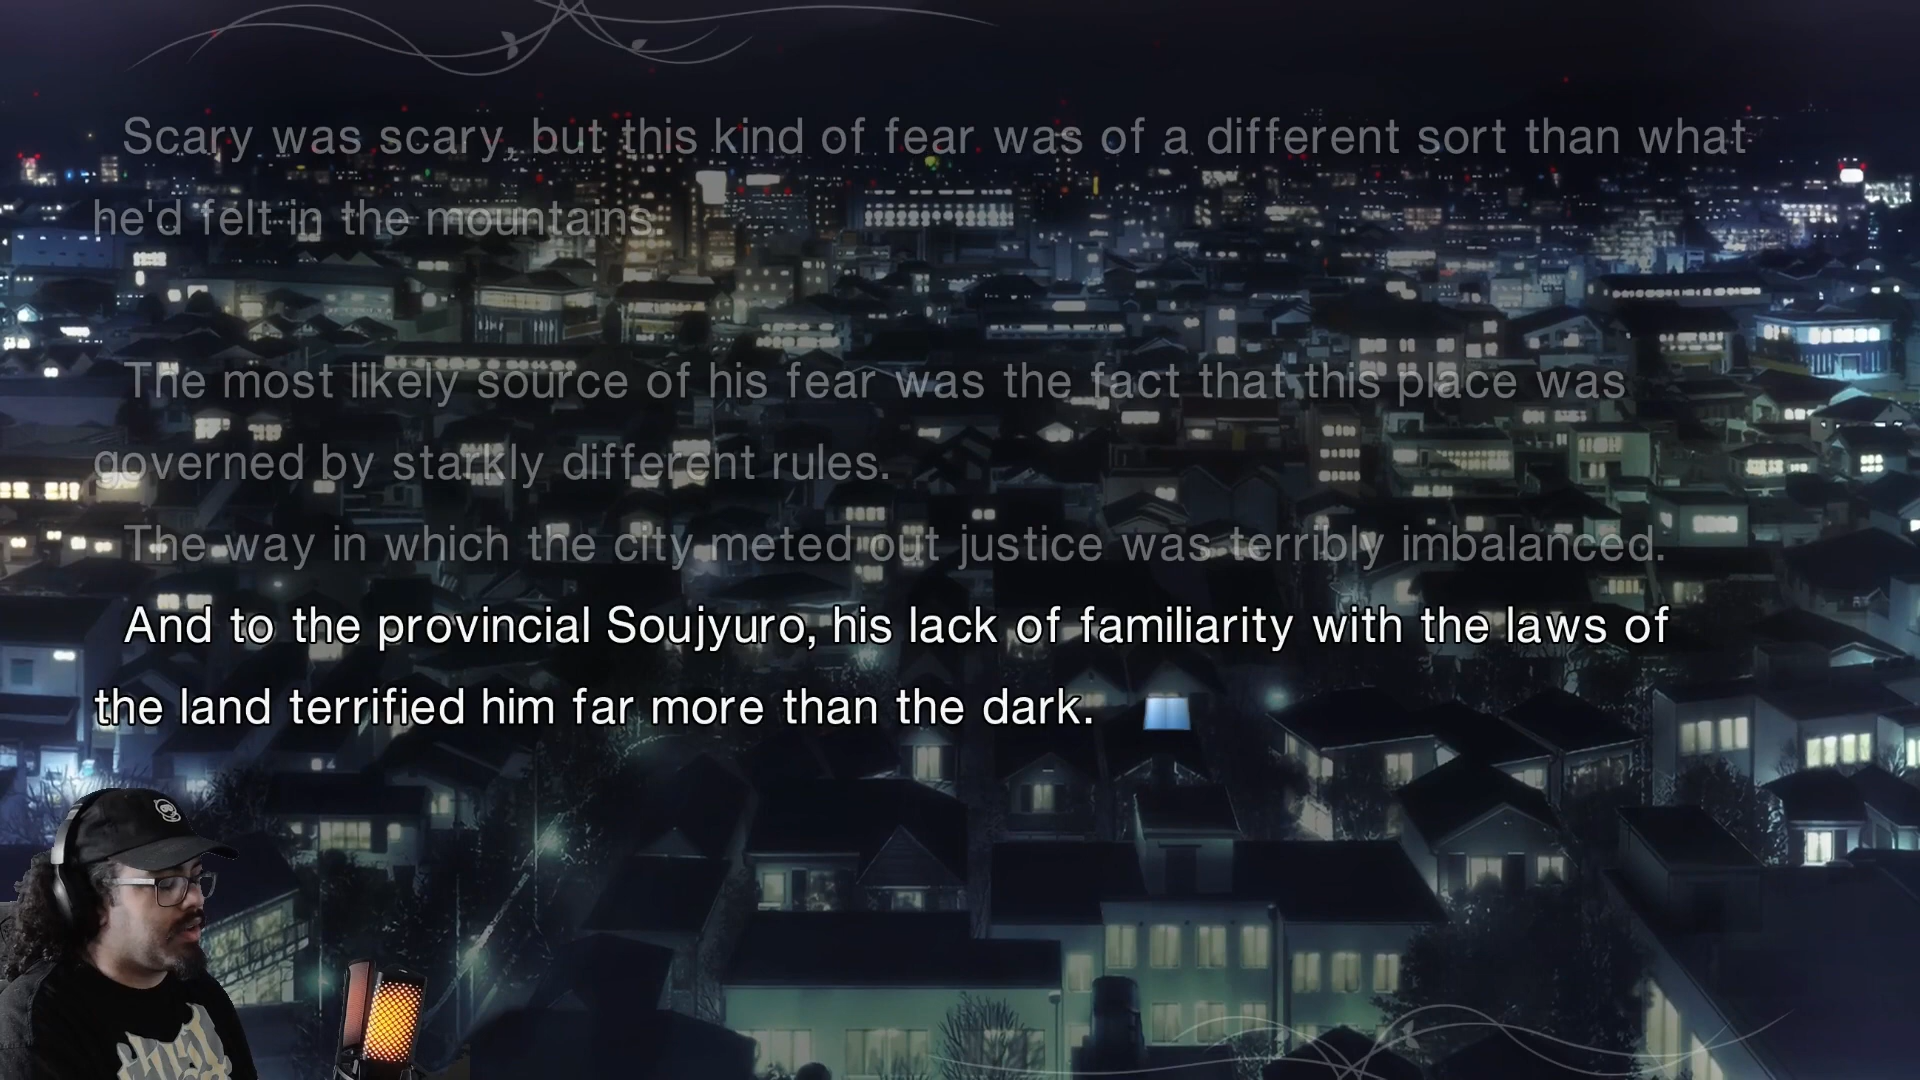 Scary was scary, but this kind of fear was of a different sort than what
he'd felt in the mountains.
The most likely source of his fear was the fact that this place was
governed by starkly different rules.
The way in which the city meted out justice was terribly imbalanced.
And to the provincial Soujyuro, his lack of familiarity with the laws of
the land terrified him far more than the dark.